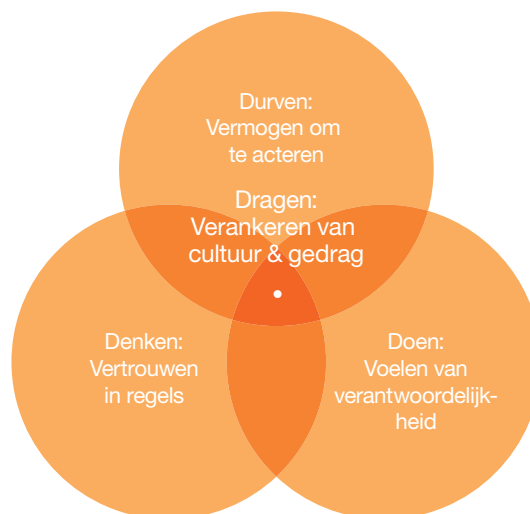 Durven:
Vermogen om
te acteren
Dragen:
Verankeren van
cultuur & gedrag
Denken:
Vertrouwen
in regels
Doen:
Voelen van
verantwoordelijk-
heid